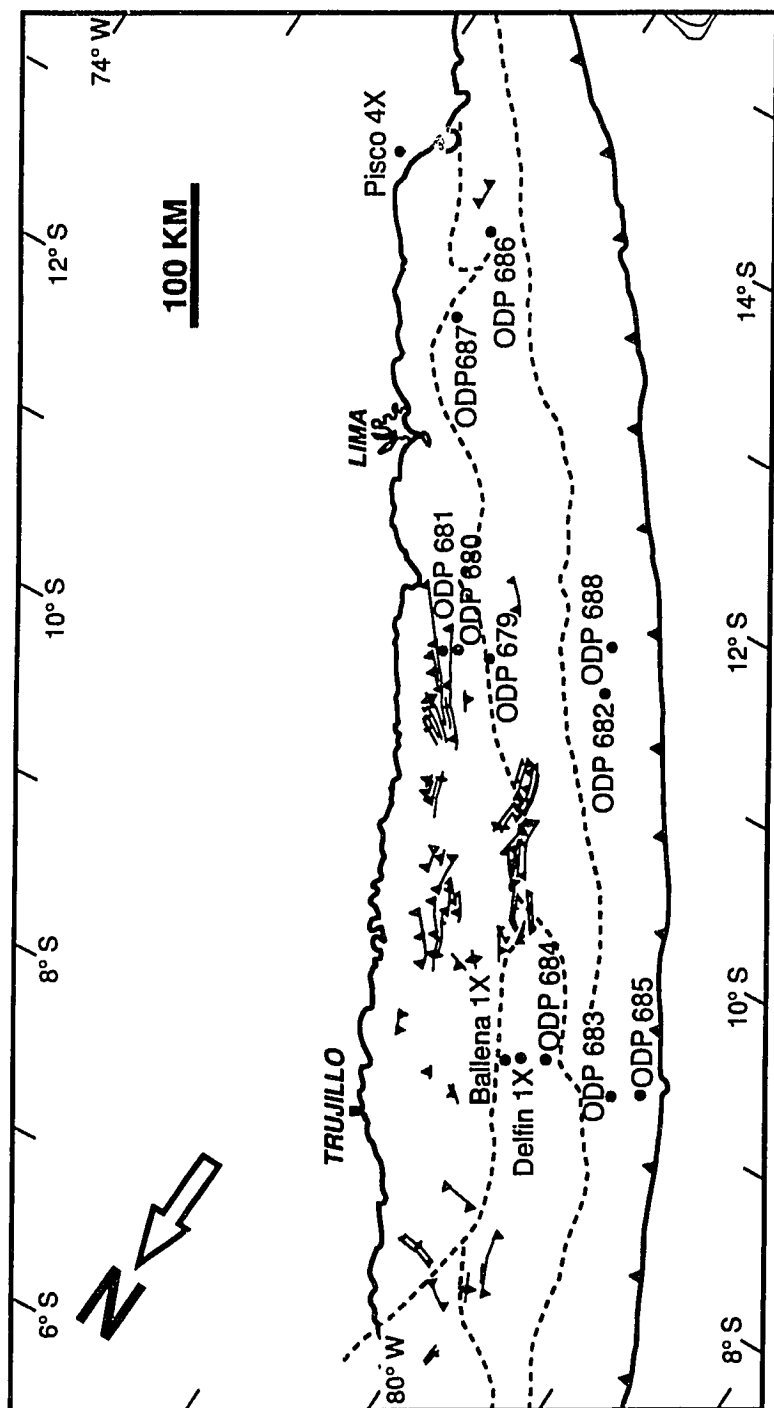 6° S
8° S
10° S
12° S
74° W
N
100 KM
TRUJILLO
LIMA
Pisco 4X
80° W
Ballena 1X
Delfin 1X
ODP 684
ODP 683
ODP 685
ODP 681
ODP 680
ODP 679
ODP 682
ODP 688
ODP687
ODP 686
8° S
10° S
12° S
14° S